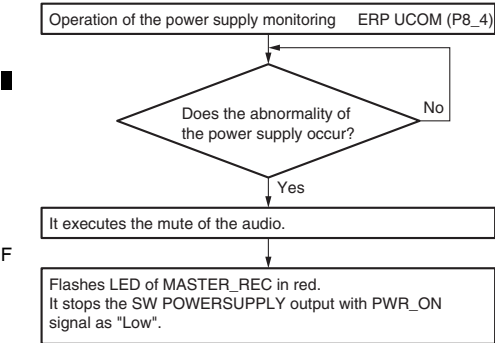 Operation of the power supply monitoring ERP UCOM (P8_4)
Does the abnormality of
the power supply occur?
No
Yes
It executes the mute of the audio.
F
Flashes LED of MASTER_REC in red.
It stops the SW POWERSUPPLY output with PWR_ON
signal as "Low".